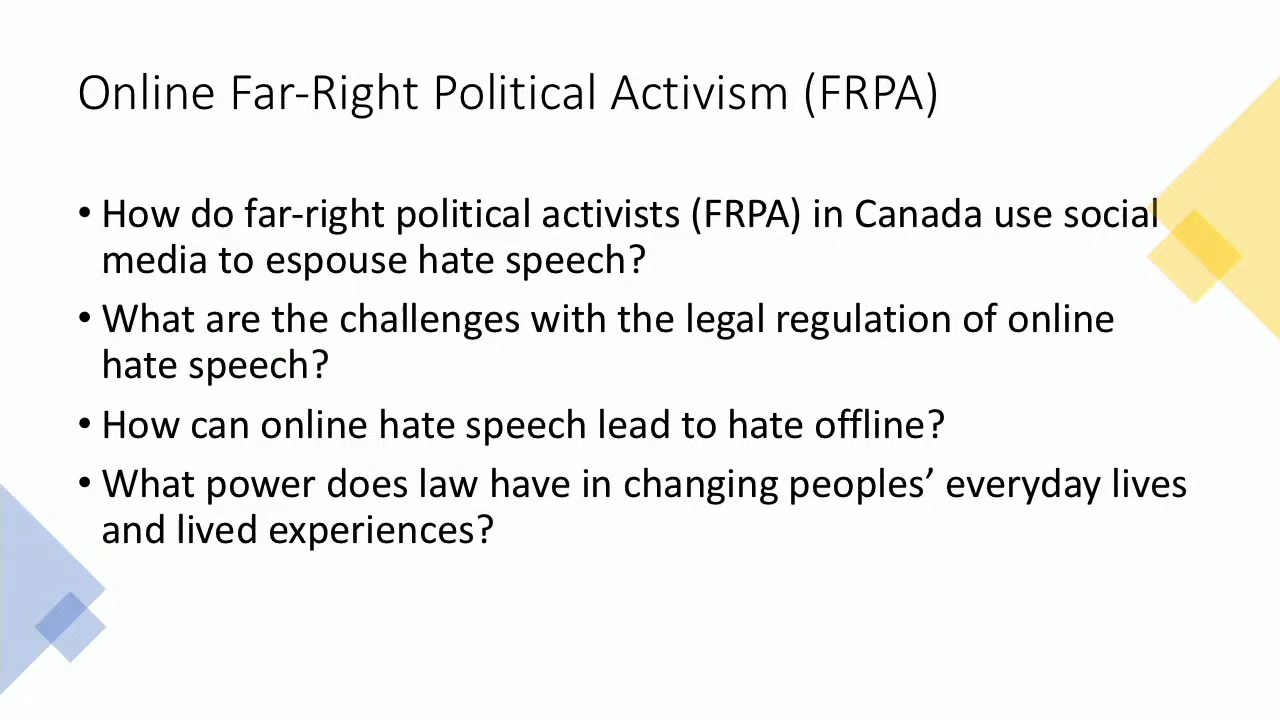 Online Far-Right Political Activism (FRPA)
• How do far-right political activists (FRPA) in Canada use social
media to espouse hate speech?
• What are the challenges with the legal regulation of online
hate speech?
• How can online hate speech lead to hate offline?
• What power does law have in changing peoples’ everyday lives
and lived experiences?